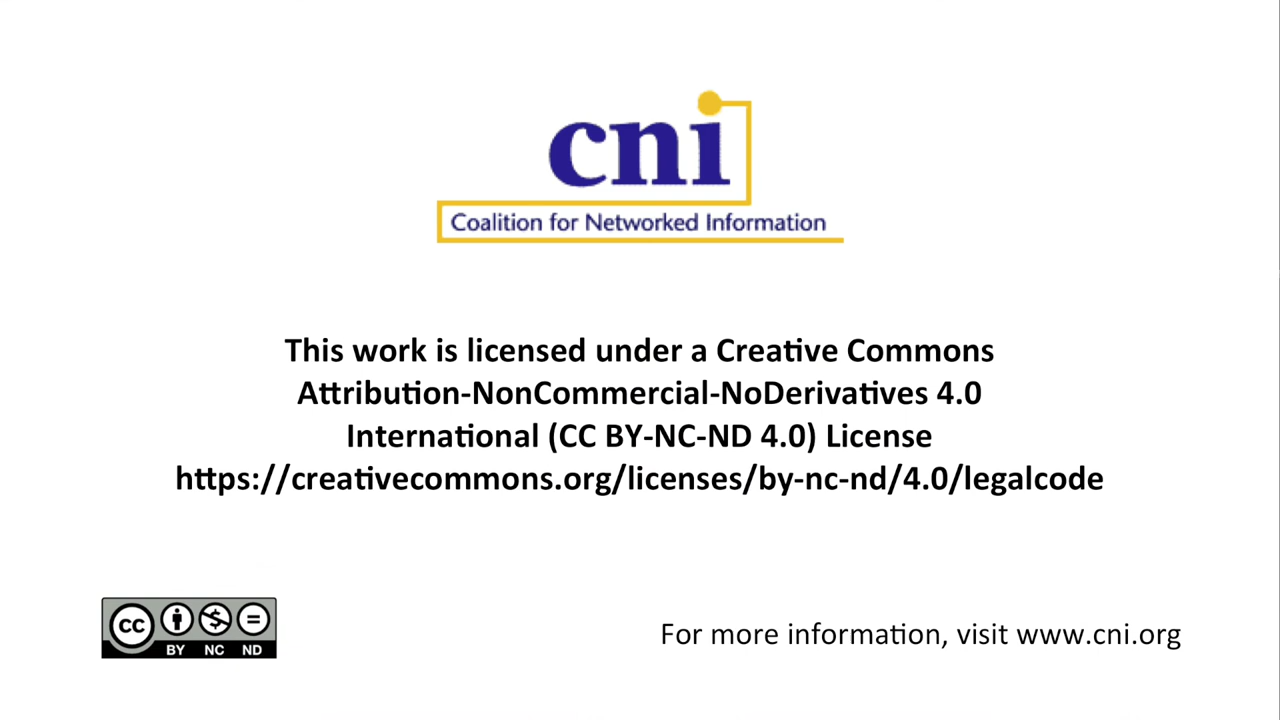 cni
Coalition for Networked Information
This work is licensed under a Creative Commons
Attribution-NonCommercial-NoDerivatives 4.0
International (CC BY-NC-ND 4.0) License
https://creativecommons.org/licenses/by-nc-nd/4.0/legalcode
CC
BY NC ND
For more information, visit www.cni.org